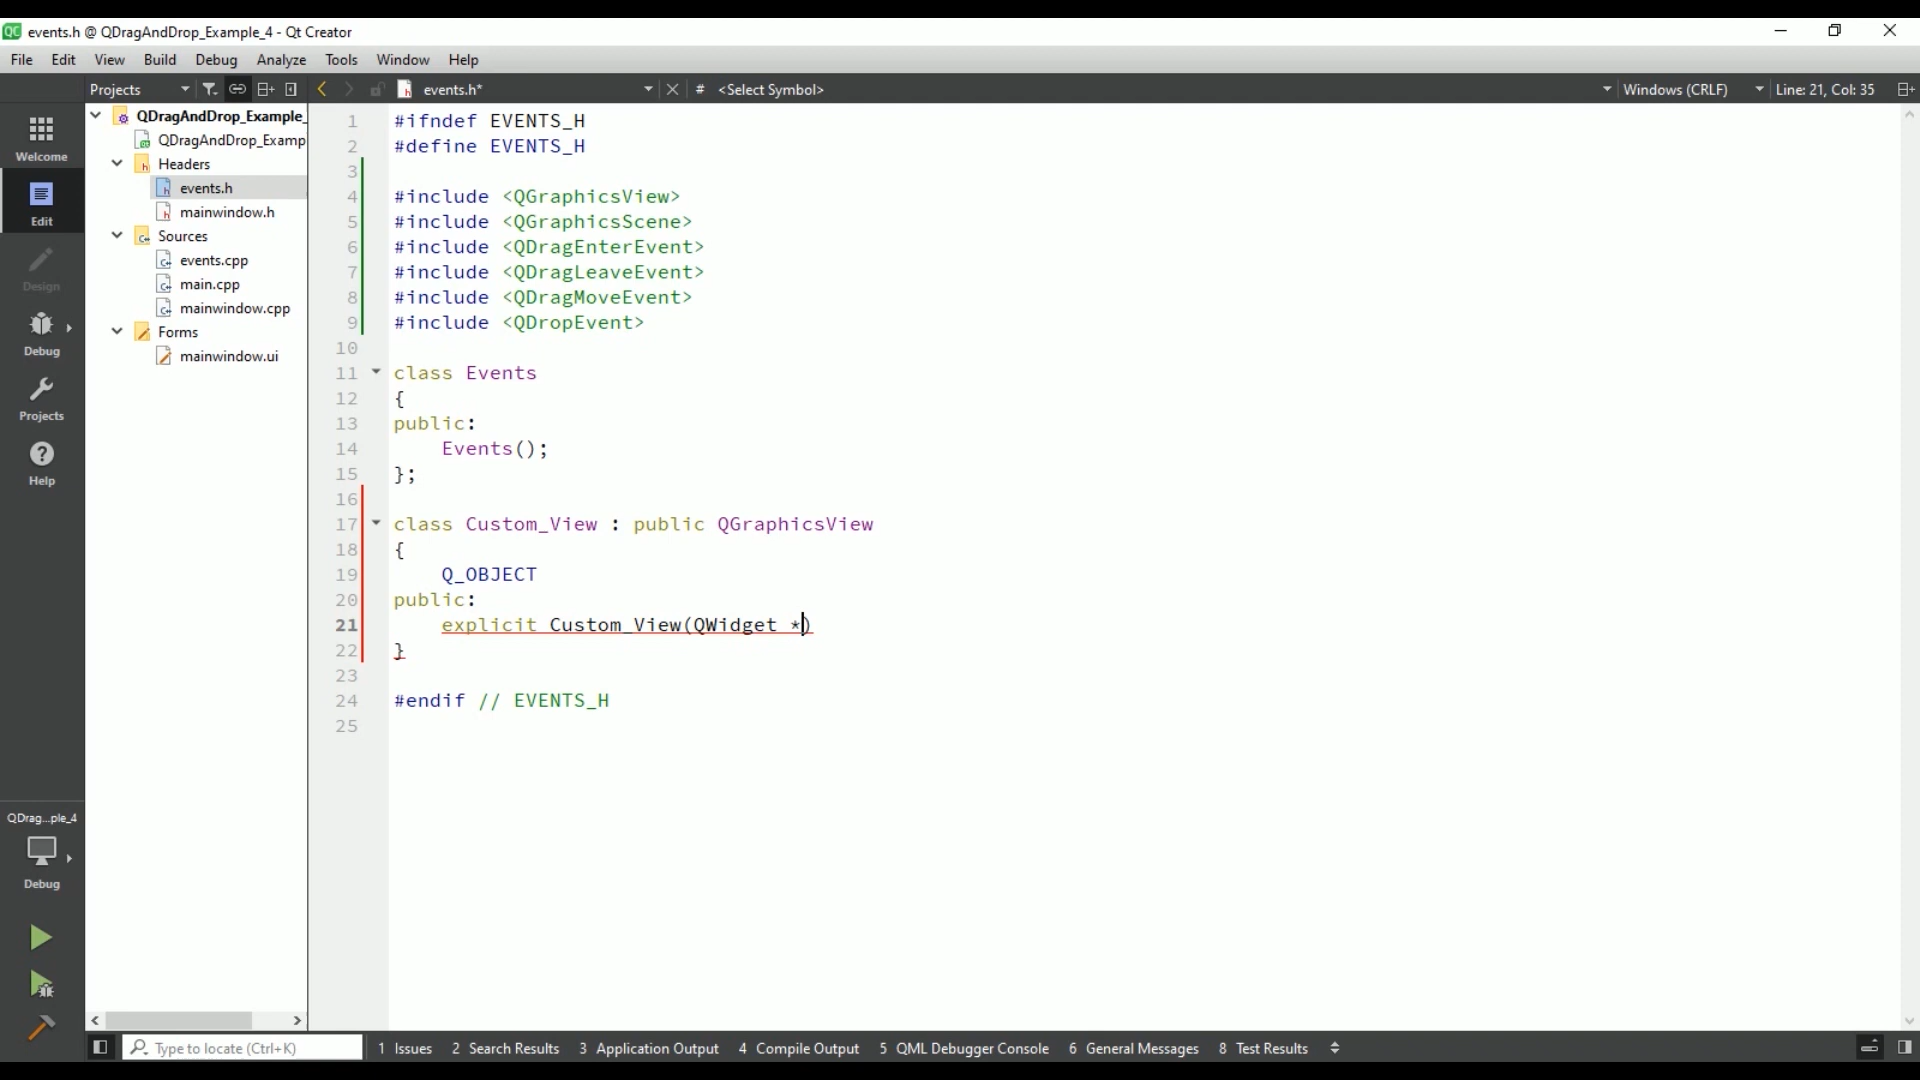 events.h @ QDragAndDrop_Example_4 - Qt Creator
File Edit View Build Debug Analyze Tools Window Help
Projects events.h* # <Select Symbol> Windows (CRLF) Line: 21, Col: 35
Welcome
Edit
Design
Debug
Projects
Help
QDrag...ple_4
Debug
QDragAndDrop_Example_
QDragAndDrop_Examp
Headers
events.h
mainwindow.h
Sources
events.cpp
main.cpp
mainwindow.cpp
Forms
mainwindow.ui
1 #ifndef EVENTS_H
2 #define EVENTS_H
3
4 #include <QGraphicsView>
5 #include <QGraphicsScene>
6 #include <QDragEnterEvent>
7 #include <QDragLeaveEvent>
8 #include <QDragMoveEvent>
9 #include <QDropEvent>
10
11 class Events
12 {
13 public:
14 Events();
15 };
16
17 class Custom_View : public QGraphicsView
18 {
19 Q_OBJECT
20 public:
21 explicit Custom_View(QWidget *)
22 }
23
24 #endif // EVENTS_H
25
Type to locate (Ctrl+K) 1 Issues 2 Search Results 3 Application Output 4 Compile Output 5 QML Debugger Console 6 General Messages 8 Test Results